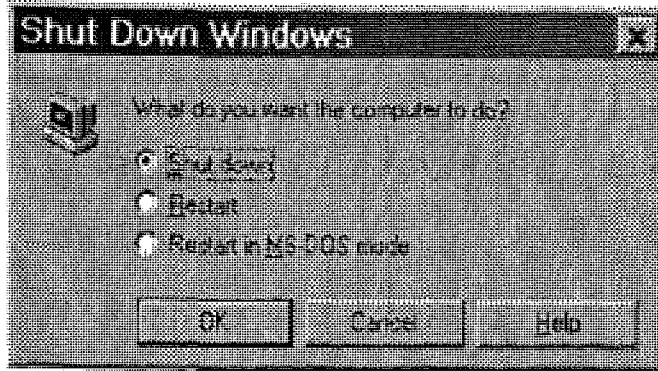 Shut Down Windows
What do you want the computer to do?
Shut down
Restart
Restart in MS-DOS mode
OK Cancel Help